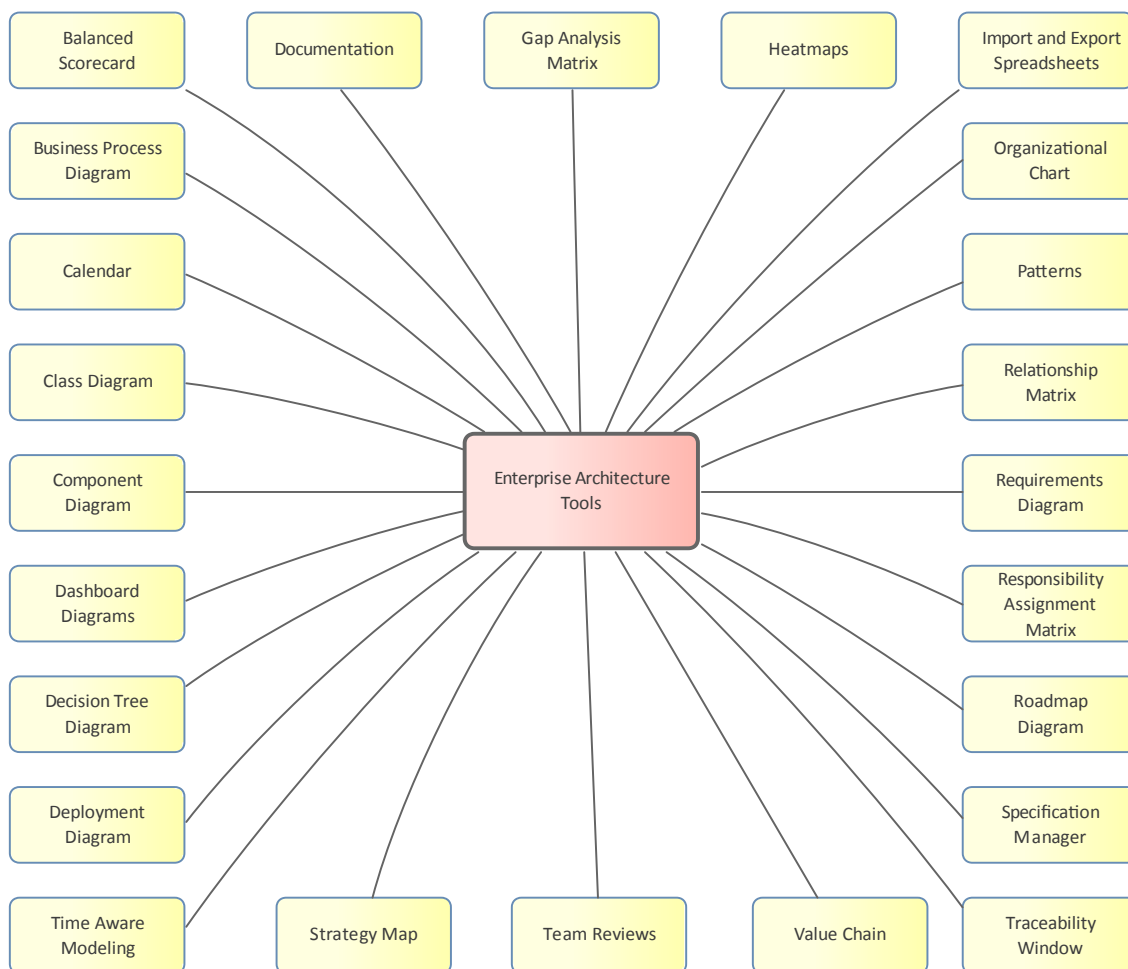 Balanced
Scorecard
Documentation
Gap Analysis
Matrix
Heatmaps
Import and Export
Spreadsheets
Business Process
Diagram
Organizational
Chart
Calendar
Patterns
Class Diagram
Relationship
Matrix
Enterprise Architecture
Tools
Component
Diagram
Requirements
Diagram
Dashboard
Diagrams
Responsibility
Assignment
Matrix
Decision Tree
Diagram
Roadmap
Diagram
Deployment
Diagram
Specification
Manager
Time Aware
Modeling
Strategy Map
Team Reviews
Value Chain
Traceability
Window